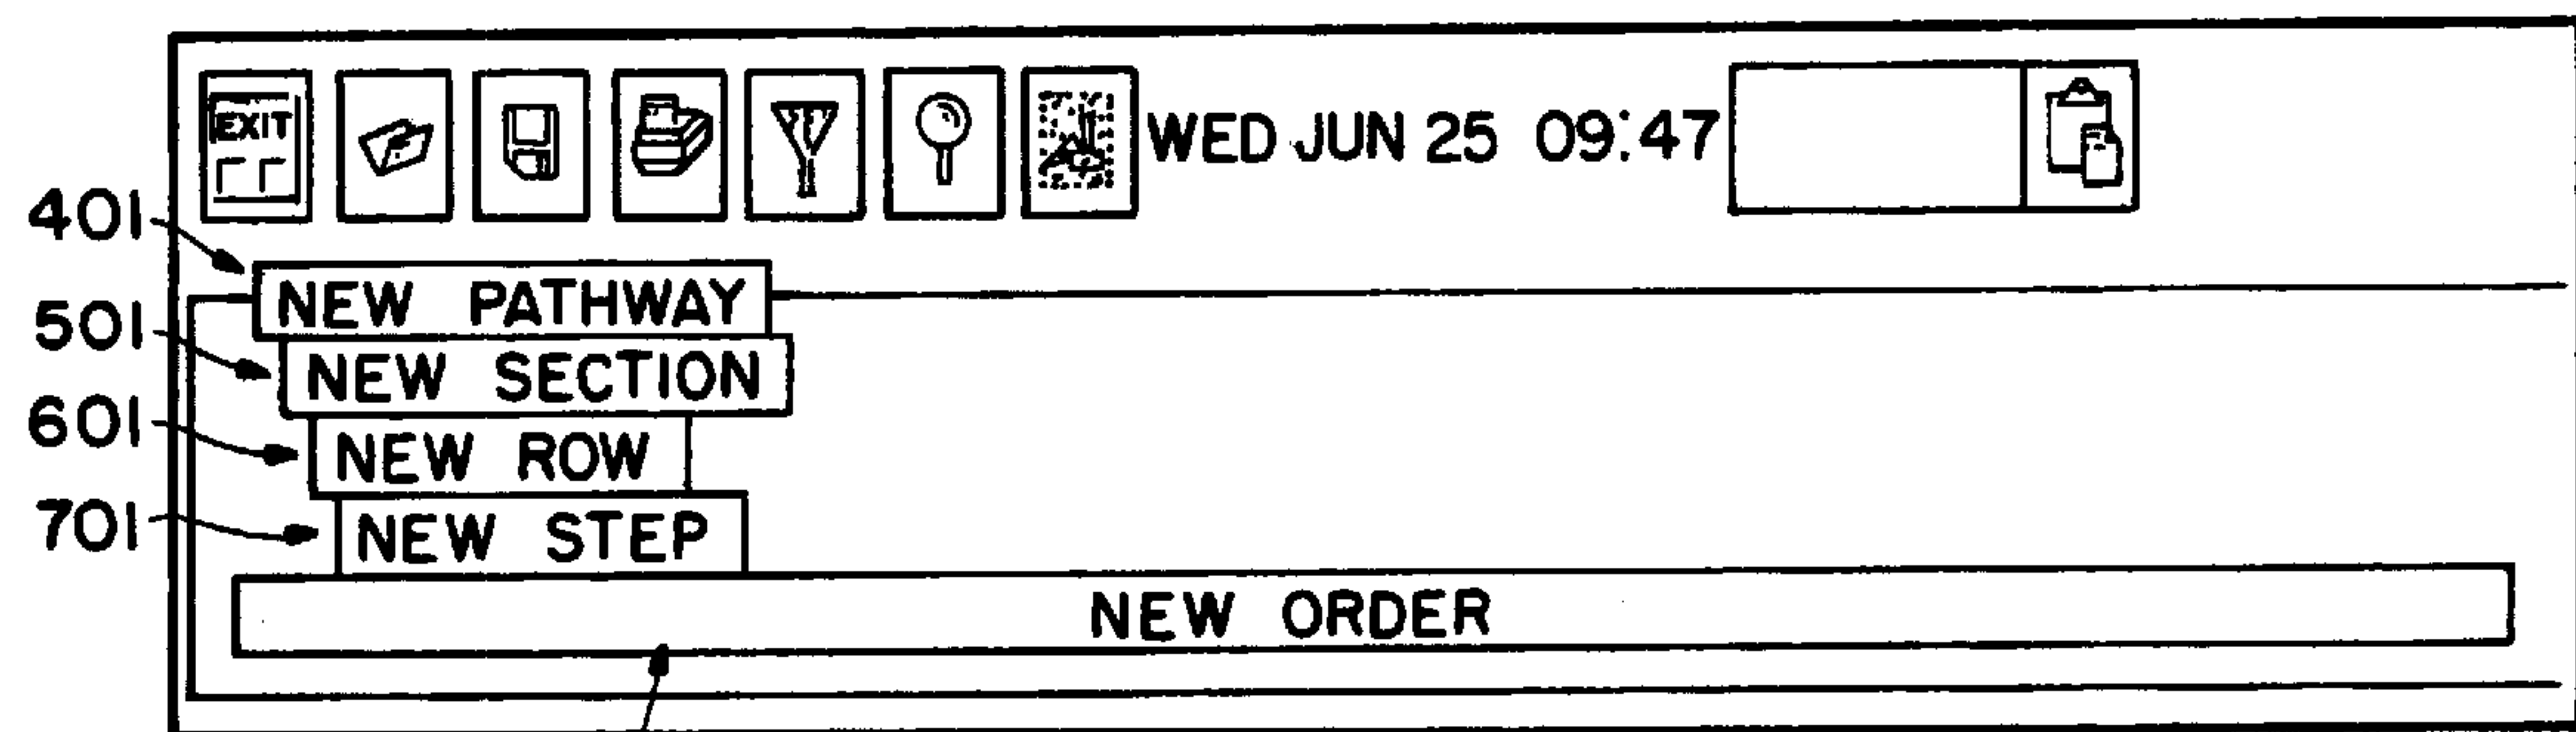 EXIT WED JUN 25 09:47
401 NEW PATHWAY
501 NEW SECTION
601 NEW ROW
701 NEW STEP
NEW ORDER